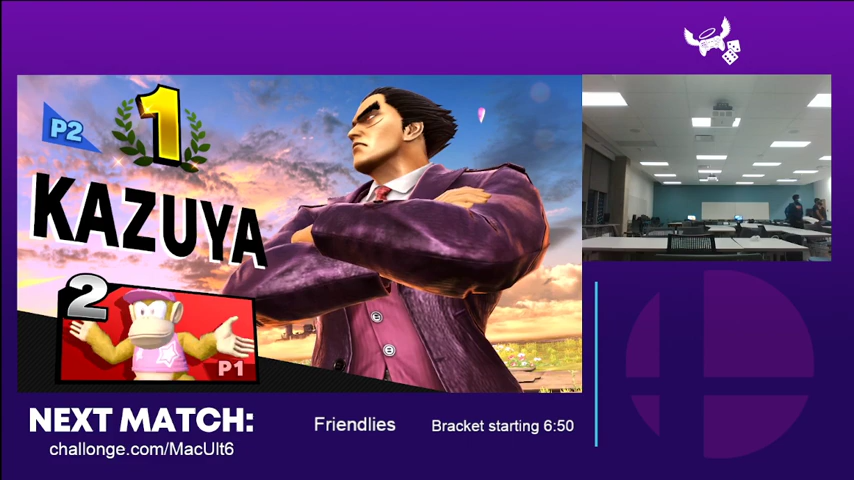 P2
1
KAZUYA
2
P1
NEXT MATCH:
challonge.com/MacUlt6
Friendlies
Bracket starting 6:50